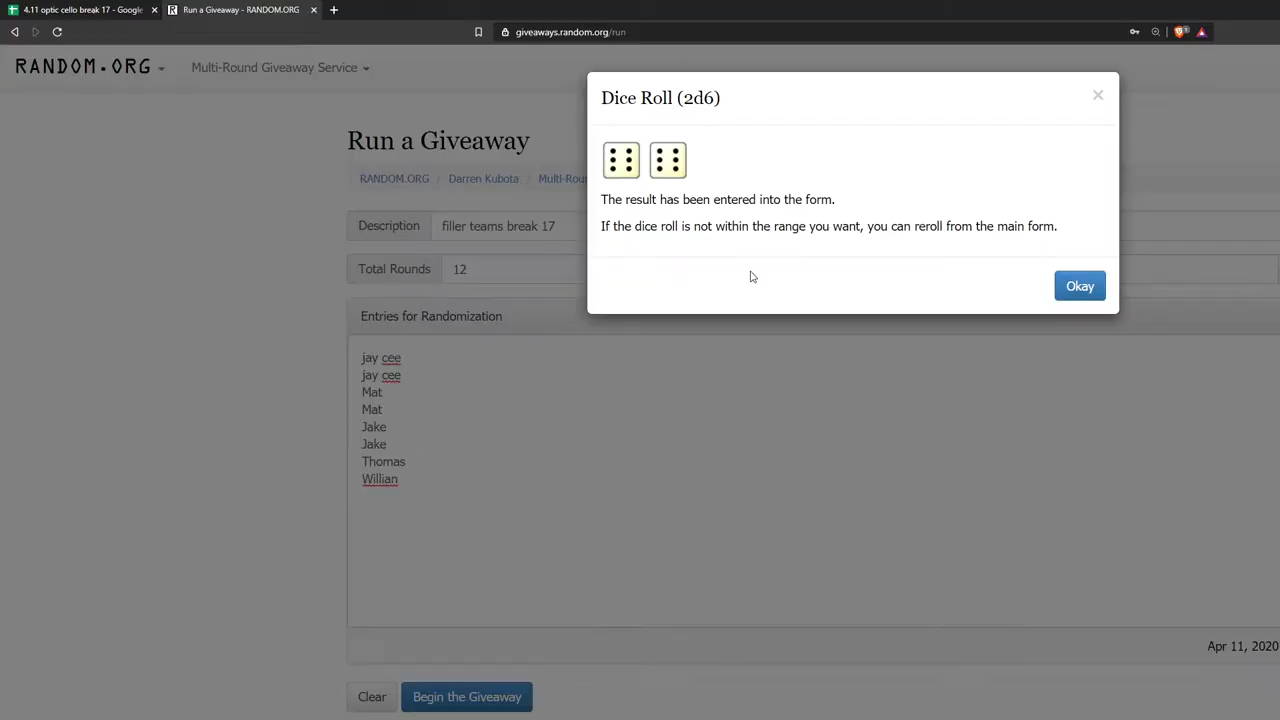 4.11 optic cello break 17 - Google
Run a Giveaway - RANDOM.ORG
giveaways.random.org/run
RANDOM.ORG
Multi-Round Giveaway Service
Dice Roll (2d6)
The result has been entered into the form.
If the dice roll is not within the range you want, you can reroll from the main form.
Okay
Run a Giveaway
RANDOM.ORG / Darren Kubota / Multi-Rou
Description
filler teams break 17
Total Rounds
12
Entries for Randomization
jay cee
jay cee
Mat
Mat
Jake
Jake
Thomas
Willian
Apr 11, 2020
Clear
Begin the Giveaway